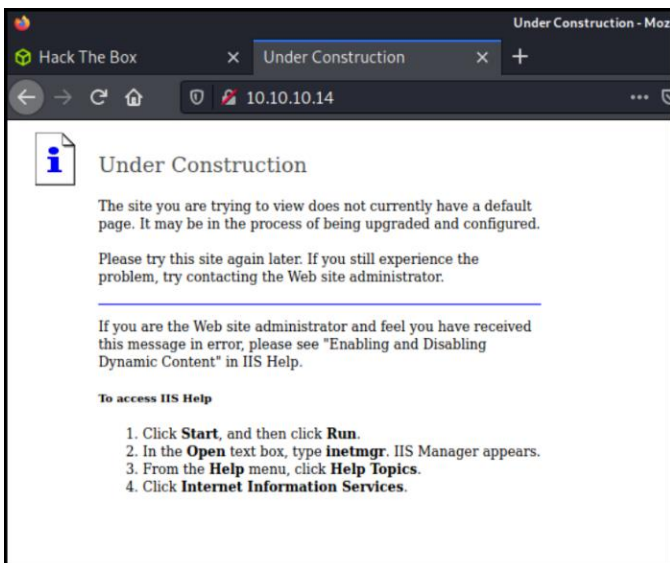 Under Construction - Moz
Hack The Box
Under Construction
10.10.10.14
Under Construction
The site you are trying to view does not currently have a default
page. It may be in the process of being upgraded and configured.
Please try this site again later. If you still experience the
problem, try contacting the Web site administrator.
If you are the Web site administrator and feel you have received
this message in error, please see "Enabling and Disabling
Dynamic Content" in IIS Help.
To access IIS Help
1. Click Start, and then click Run.
2. In the Open text box, type inetmgr. IIS Manager appears.
3. From the Help menu, click Help Topics.
4. Click Internet Information Services.